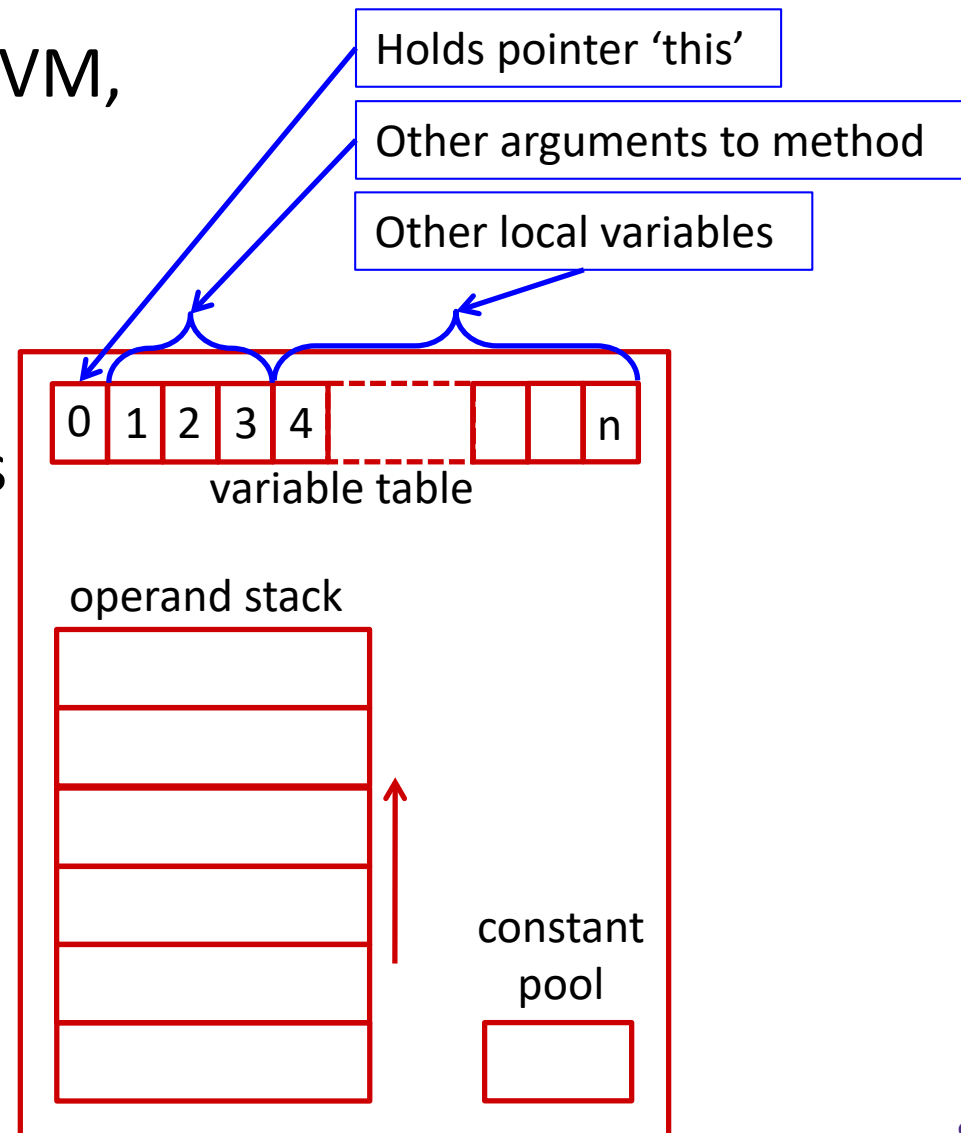 VM,
Holds pointer ‘this’
Other arguments to method
Other local variables
0 1 2 3 4 n
s
variable table
operand stack
constant
pool